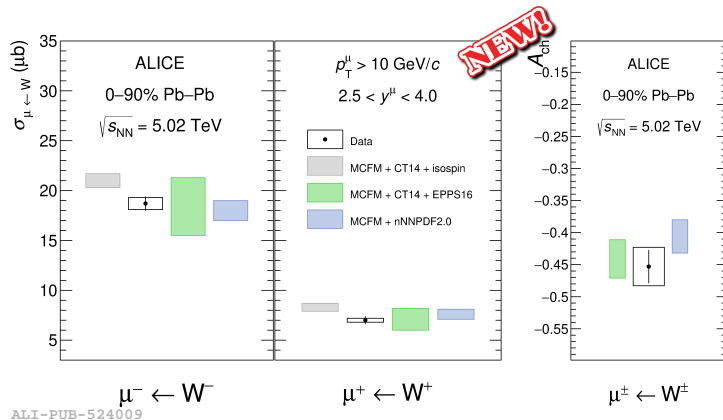 NEW!
35
30
25
20
15
10
5
σ μ ← W (μb)
ALICE
0–90% Pb–Pb
√sNN = 5.02 TeV
pTμ > 10 GeV/c
2.5 < yμ < 4.0
Data
MCFM + CT14 + isospin
MCFM + CT14 + EPPS16
MCFM + nNNPDF2.0
Ach
−0.15
−0.2
−0.25
−0.3
−0.35
−0.4
−0.45
−0.5
−0.55
ALICE
0–90% Pb–Pb
√sNN = 5.02 TeV
μ− ← W−
μ+ ← W+
μ± ← W±
ALI-PUB-524009